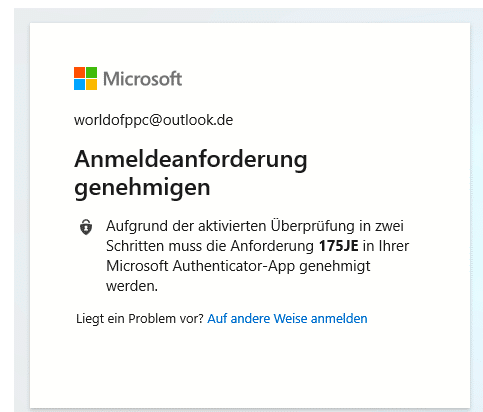 Microsoft
worldofppc@outlook.de
Anmeldeanforderung
genehmigen
Aufgrund der aktivierten Überprüfung in zwei
Schritten muss die Anforderung 175JE in Ihrer
Microsoft Authenticator-App genehmigt
werden.
Liegt ein Problem vor? Auf andere Weise anmelden